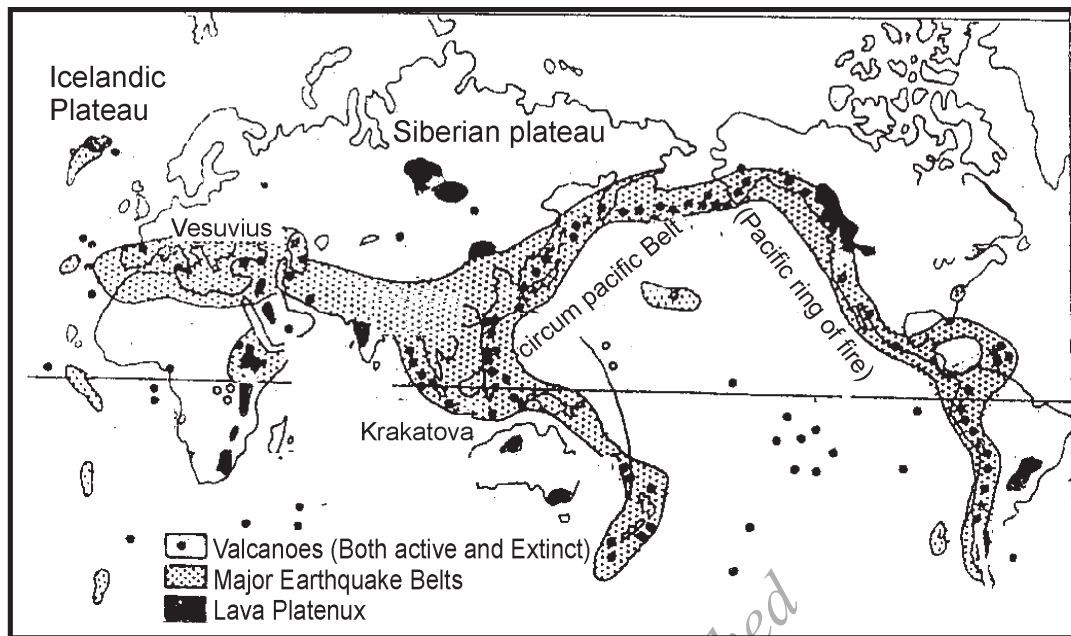 Icelandic
Plateau
Siberian plateau
Vesuvius
circum pacific Belt
(Pacific ring of fire)
Krakatova
Valcanoes (Both active and Extinct)
Major Earthquake Belts
Lava Platenux